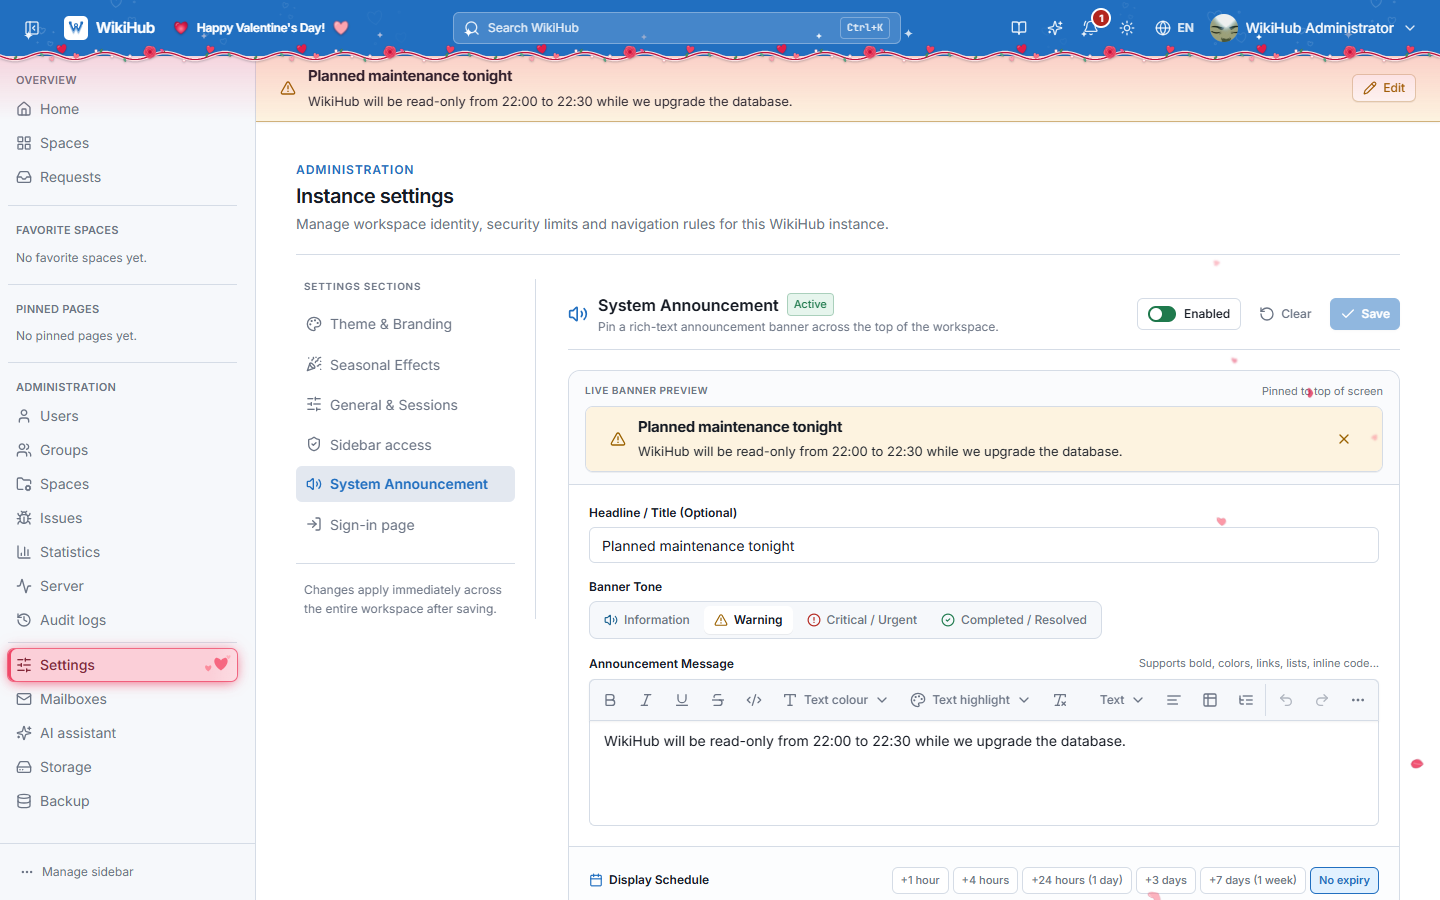 WikiHub
Happy Valentine's Day!
Search WikiHub
Ctrl+K
1
EN
WikiHub Administrator
OVERVIEW
Home
Spaces
Requests
FAVORITE SPACES
No favorite spaces yet.
PINNED PAGES
No pinned pages yet.
ADMINISTRATION
Users
Groups
Spaces
Issues
Statistics
Server
Audit logs
Settings
Mailboxes
AI assistant
Storage
Backup
Manage sidebar
Planned maintenance tonight
WikiHub will be read-only from 22:00 to 22:30 while we upgrade the database.
Edit
ADMINISTRATION
Instance settings
Manage workspace identity, security limits and navigation rules for this WikiHub instance.
SETTINGS SECTIONS
Theme & Branding
Seasonal Effects
General & Sessions
Sidebar access
System Announcement
Sign-in page
Changes apply immediately across
the entire workspace after saving.
System Announcement
Active
Pin a rich-text announcement banner across the top of the workspace.
Enabled
Clear
Save
LIVE BANNER PREVIEW
Pinned to top of screen
Planned maintenance tonight
WikiHub will be read-only from 22:00 to 22:30 while we upgrade the database.
Headline / Title (Optional)
Planned maintenance tonight
Banner Tone
Information
Warning
Critical / Urgent
Completed / Resolved
Announcement Message
Supports bold, colors, links, lists, inline code...
Text colour
Text highlight
Text
WikiHub will be read-only from 22:00 to 22:30 while we upgrade the database.
Display Schedule
+1 hour
+4 hours
+24 hours (1 day)
+3 days
+7 days (1 week)
No expiry